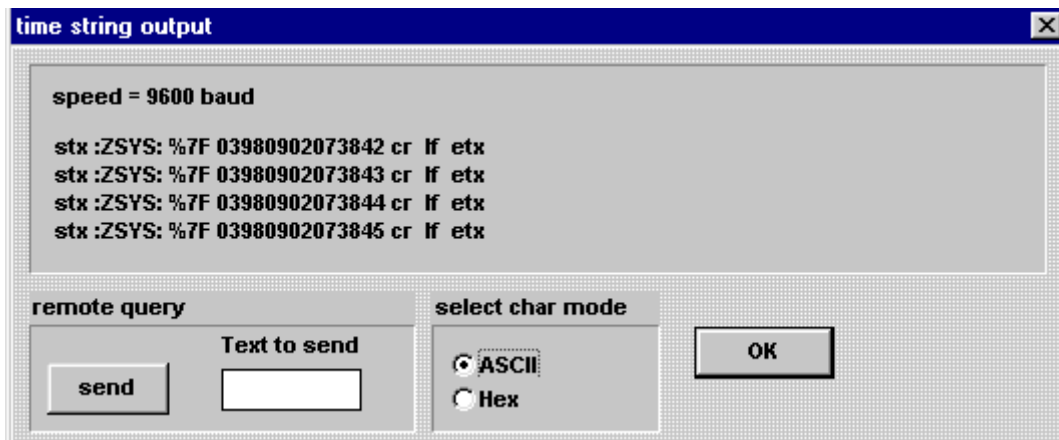 time string output
speed = 9600 baud
stx :ZSYS: %7F 03980902073842 cr lf etx
stx :ZSYS: %7F 03980902073843 cr lf etx
stx :ZSYS: %7F 03980902073844 cr lf etx
stx :ZSYS: %7F 03980902073845 cr lf etx
remote query
Text to send
send
select char mode
ASCII
Hex
OK